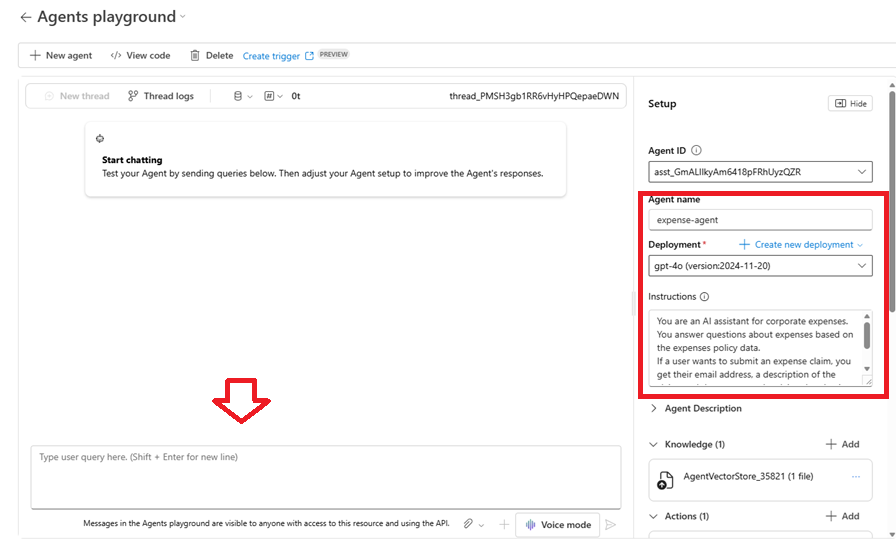 Agents playground
New agent
View code
Delete
Create trigger
PREVIEW
New thread
Thread logs
0t
thread_PMSH3gb1RR6vHyHPQepaeDWN
Start chatting
Test your Agent by sending queries below. Then adjust your Agent setup to improve the Agent's responses.
Type user query here. (Shift + Enter for new line)
Messages in the Agents playground are visible to anyone with access to this resource and using the API.
Voice mode
Setup
Hide
Agent ID
asst_GmALIlkyAm6418pFRhUyzQZR
Agent name
expense-agent
Deployment*
Create new deployment
gpt-4o (version:2024-11-20)
Instructions
You are an AI assistant for corporate expenses.
You answer questions about expenses based on
the expenses policy data.
If a user wants to submit an expense claim, you
get their email address, a description of the
Agent Description
Knowledge (1)
Add
AgentVectorStore_35821 (1 file)
Actions (1)
Add